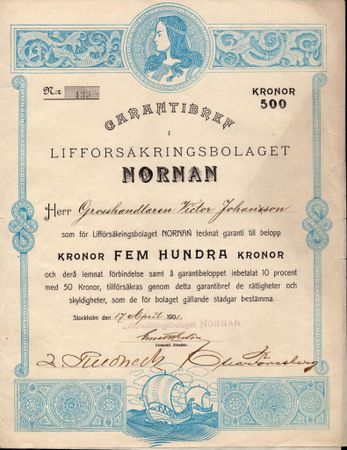 N:r 139
KRONOR
500
GARANTIBREF
I
LIFFÖRSÄKRINGSBOLAGET
NORNAN
Herr Grosshandlaren Victor Johansson
som för Lifförsäkringsbolaget NORNAN tecknat garanti till belopp
KRONOR FEM HUNDRA KRONOR
och derå lemnat förbindelse samt å garantibeloppet inbetalat 10 procent
med 50 Kronor, tillförsäkras genom detta garantibref de rättigheter och
skyldigheter, som de för bolaget gällande stadgar bestämma.
Stockholm den 17 April 1901.
Lifförsäkringsbolaget NORNAN